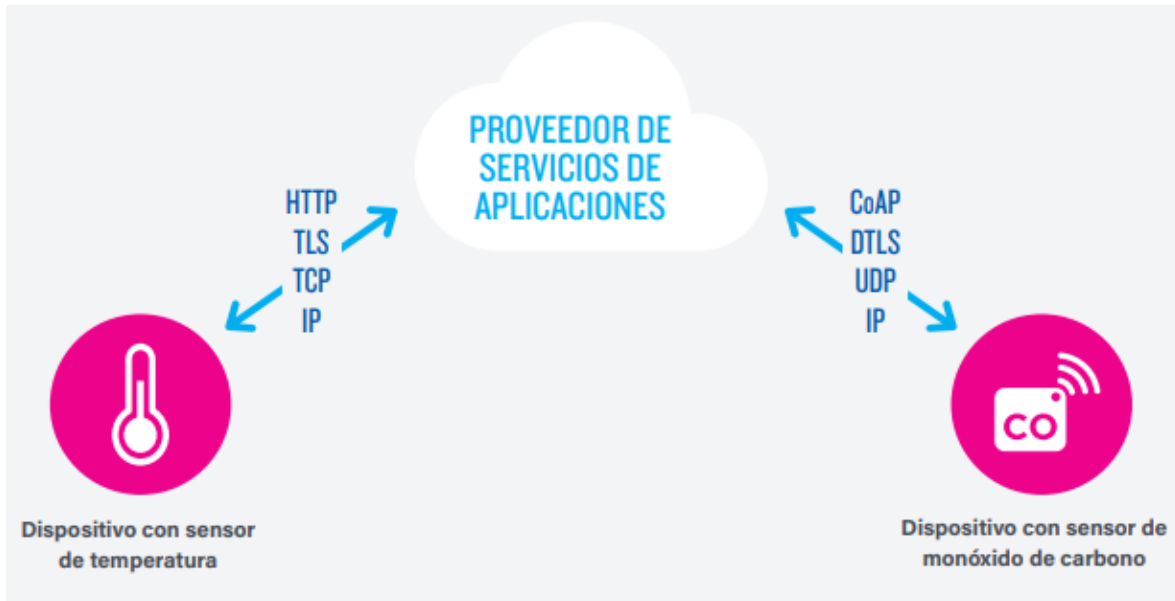 PROVEEDOR DE
SERVICIOS DE
APLICACIONES
HTTP
TLS
TCP
IP
CoAP
DTLS
UDP
IP
CO
Dispositivo con sensor
de temperatura
Dispositivo con sensor de
monóxido de carbono